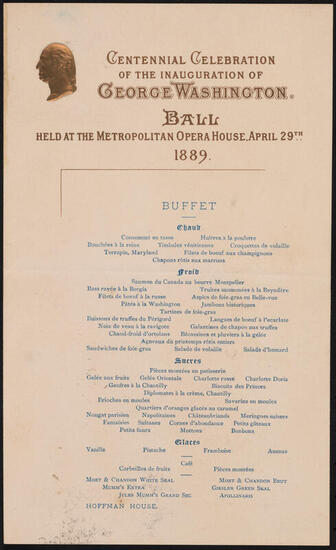 CENTENNIAL CELEBRATION
OF THE INAUGURATION OF
GEORGE WASHINGTON.
BALL
HELD AT THE METROPOLITAN OPERA HOUSE, APRIL 29TH
1889.
BUFFET
Chaud
Consommé en tasse Huîtres à la poulette
Bouchées à la reine Timbales vénitiennes Croquettes de volaille
Terrapin, Maryland Filets de boeuf aux champignons
Chapons rôtis aux marrons
Froid
Saumon du Canada au beurre Montpelier
Bass rayée à la Borgia Truites saumonées à la Bayadère
Filets de boeuf à la russe Aspics de foie-gras en Belle-vue
Pâtés à la Washington Jambons historiques
Tartines de foie-gras
Buissons de truffes du Périgord Langues de boeuf à l'écarlate
Noix de veau à la ravigote Galantines de chapon aux truffes
Chaud-froid d'ortolans Bécassines et pluviers à la gelée
Agneau du printemps rôtis entiers
Sandwiches de foie-gras Salade de volaille Salade d'homard
Sucres
Pièces montées en patisserie
Gelée aux fruits Gelée Orientale Charlotte russe Charlotte Doria
Gaufres à la Chantilly Biscuits des Princes
Diplomates à la crème, Chantilly
Brioches en moules Savarins en moules
Quartiers d'oranges glacés au caramel
Nougat parisien Napolitaines Châteaubriands Meringues suisses
Fantaisies Sultanes Cornes d'abondance Petits gâteaux
Petits fours Mottoes Bonbons
Glaces
Vanille Pistache Framboise Ananas
Café
Corbeilles de fruits Pièces montées
MOET & CHANDON WHITE SEAL MOET & CHANDON BRUT
MUMM'S EXTRA GIESLER GREEN SEAL
JULES MUMM'S GRAND SEC APOLLINARIS
HOFFMAN HOUSE.